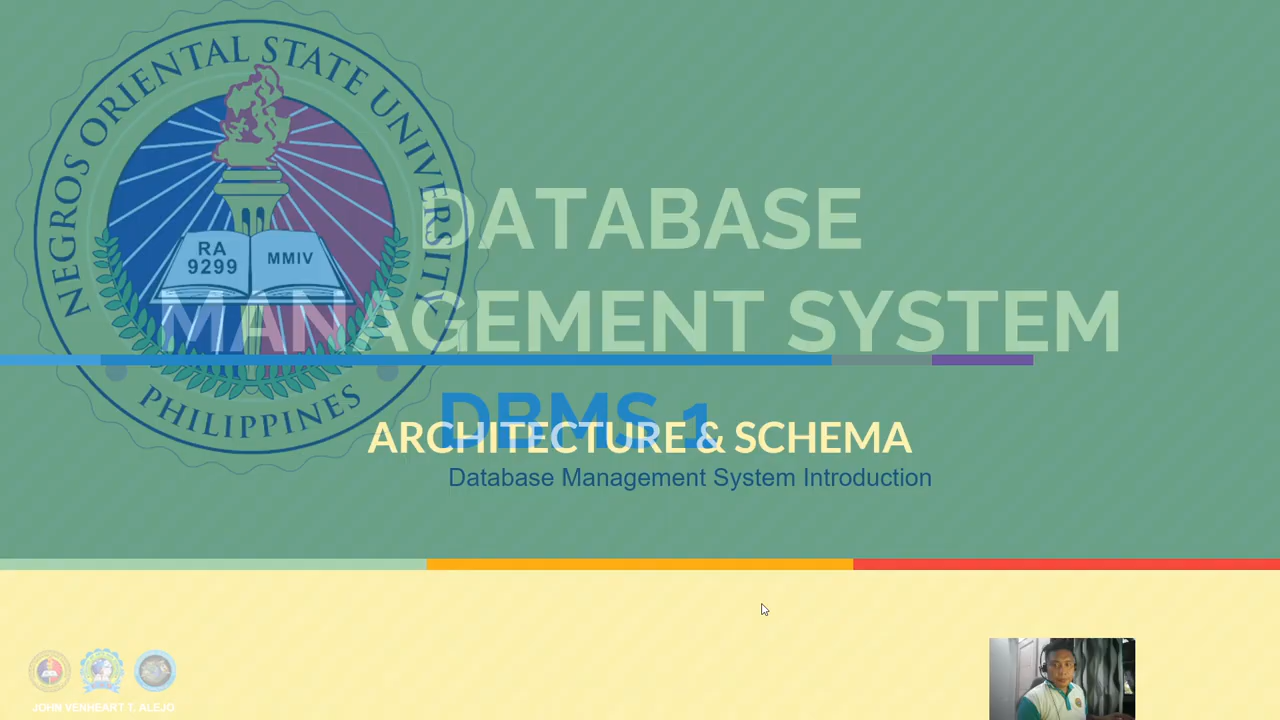 NEGROS ORIENTAL STATE UNIVERSITY
PHILIPPINES
RA
9299
MMIV
DATABASE
MANAGEMENT SYSTEM
DBMS 1
ARCHITECTURE & SCHEMA
Database Management System Introduction
JOHN VENHEART T. ALEJO